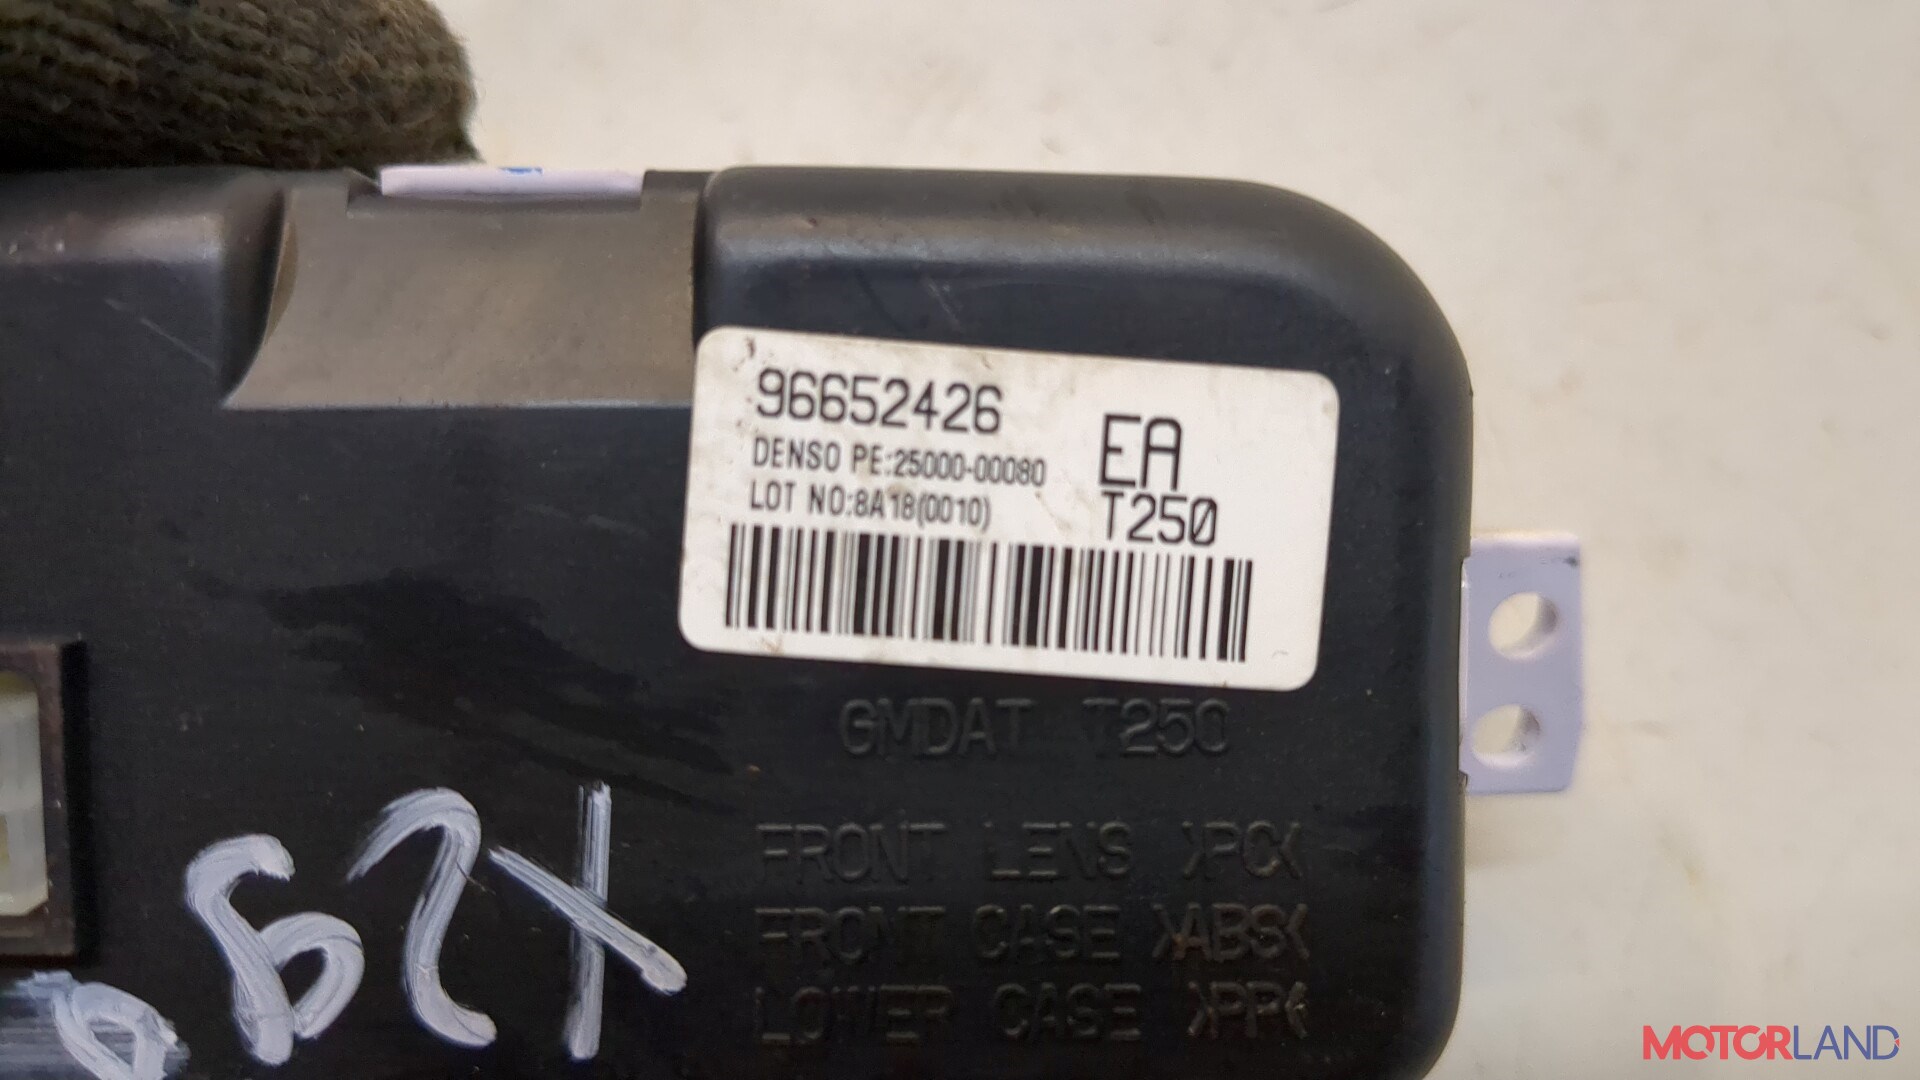 96652426
DENSO PE:25000-00080
EA
LOT NO:8A18(0010)
T250
GMDAT T250
FRONT LENS >PC<
FRONT CASE >ABS<
LOWER CASE >PP<
MOTORLAND